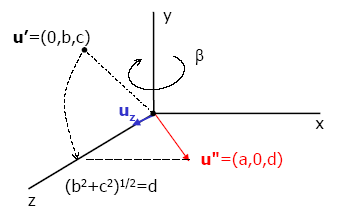 y
u′=(0,b,c)
β
u_z
x
u"=(a,0,d)
(b²+c²)^1/2=d
z